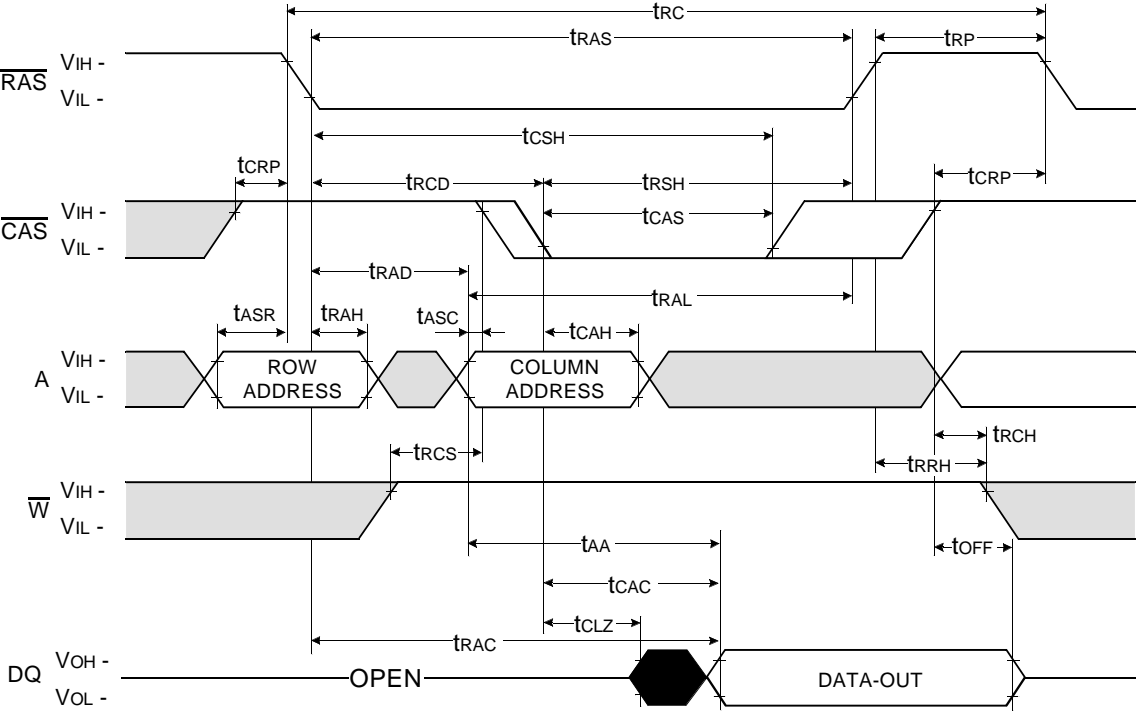 tRC
tRAS
tRP
RAS
VIH -
VIL -
tCSH
tCRP
tRCD
tRSH
tCRP
CAS
VIH -
VIL -
tCAS
tRAD
tRAL
tASR
tRAH
tASC
tCAH
A
VIH -
VIL -
ROW
ADDRESS
COLUMN
ADDRESS
tRCS
tRCH
tRRH
W
VIH -
VIL -
tAA
tOFF
tCAC
tCLZ
tRAC
DQ
VOH -
VOL -
OPEN
DATA-OUT